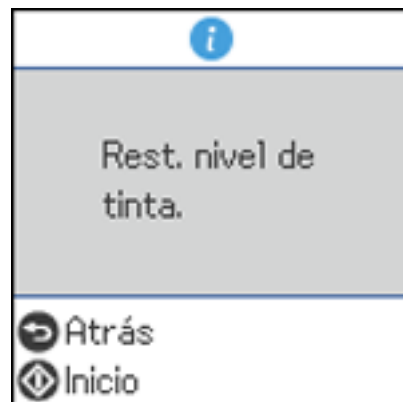 Rest. nivel de
tinta.
Atrás
Inicio